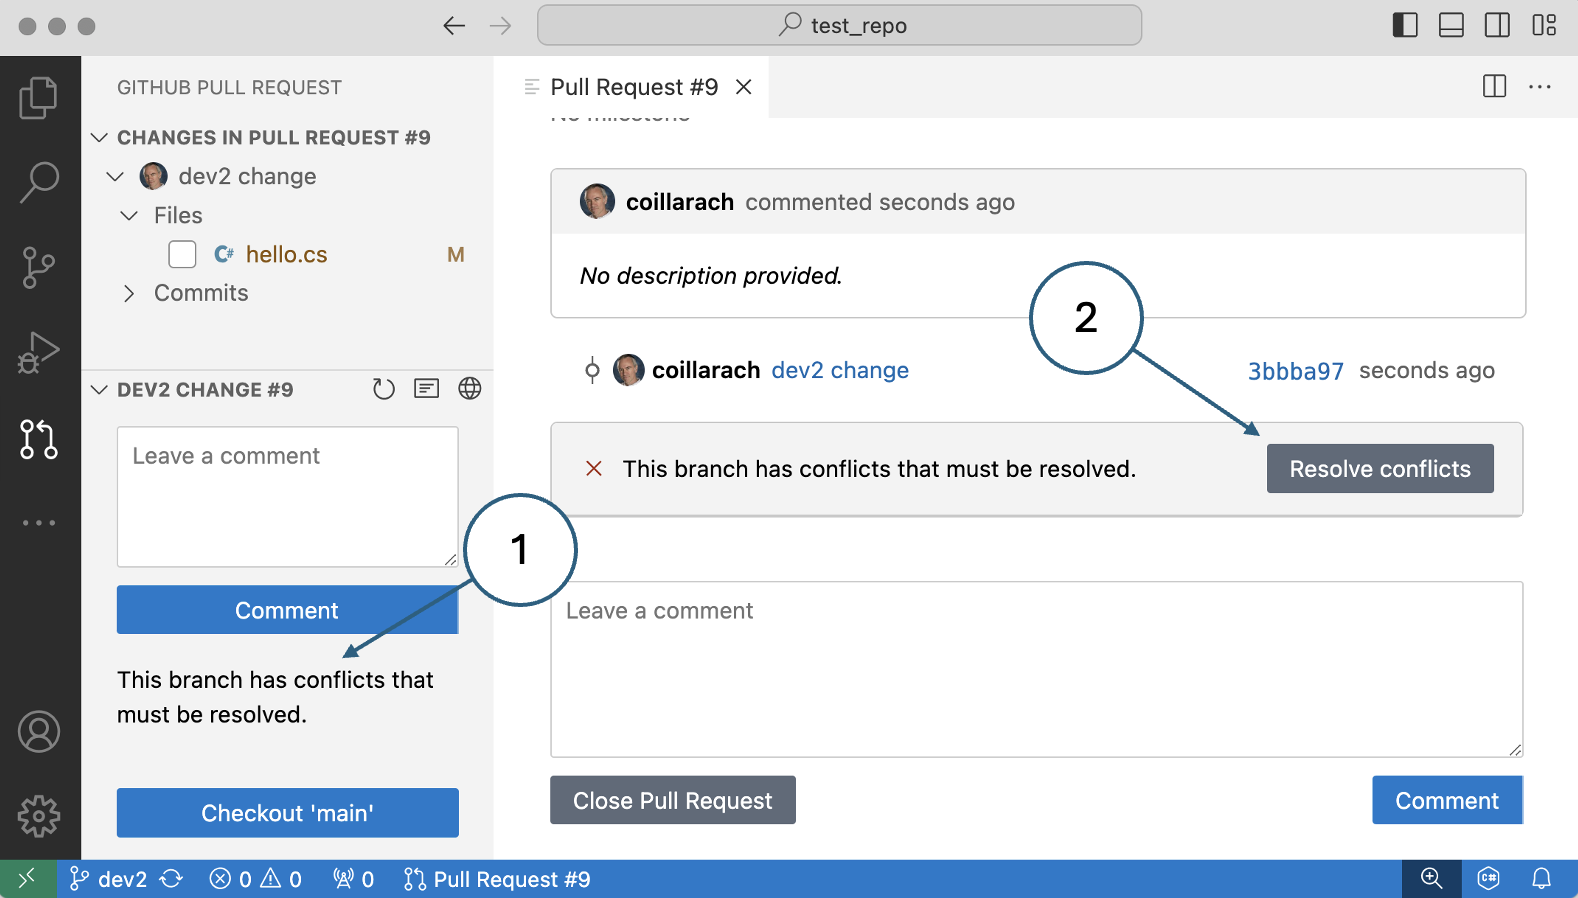 test_repo
GITHUB PULL REQUEST
CHANGES IN PULL REQUEST #9
dev2 change
Files
C# hello.cs M
Commits
DEV2 CHANGE #9
Leave a comment
Comment
This branch has conflicts that
must be resolved.
Checkout 'main'
1
Pull Request #9
No milestone
coillarach commented seconds ago
No description provided.
2
coillarach dev2 change 3bbba97 seconds ago
This branch has conflicts that must be resolved. Resolve conflicts
Leave a comment
Close Pull Request Comment
dev2 0 0 0 Pull Request #9 C#